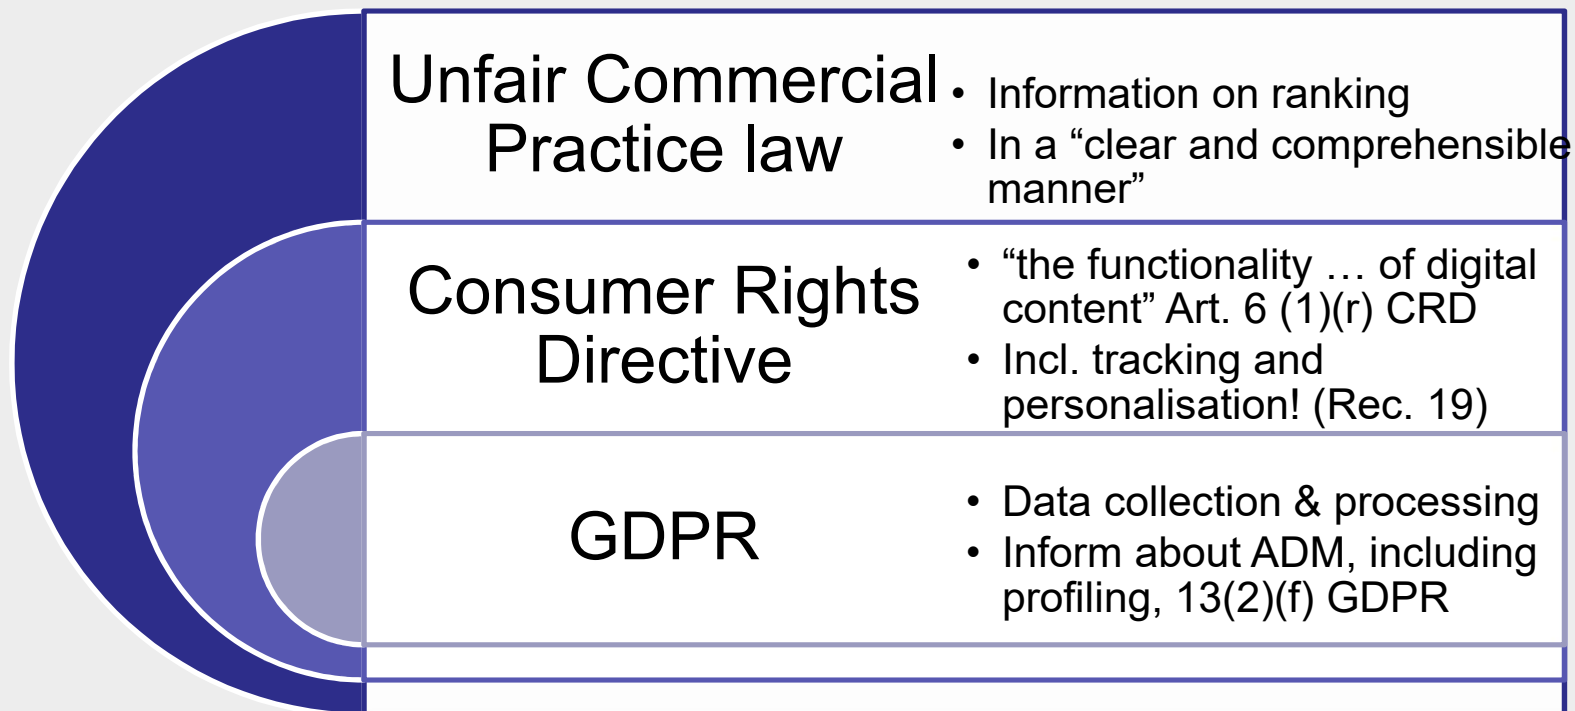 Unfair Commercial
Practice law
• Information on ranking
• In a “clear and comprehensible
manner”
Consumer Rights
Directive
• “the functionality … of digital
content” Art. 6 (1)(r) CRD
• Incl. tracking and
personalisation! (Rec. 19)
GDPR
• Data collection & processing
• Inform about ADM, including
profiling, 13(2)(f) GDPR